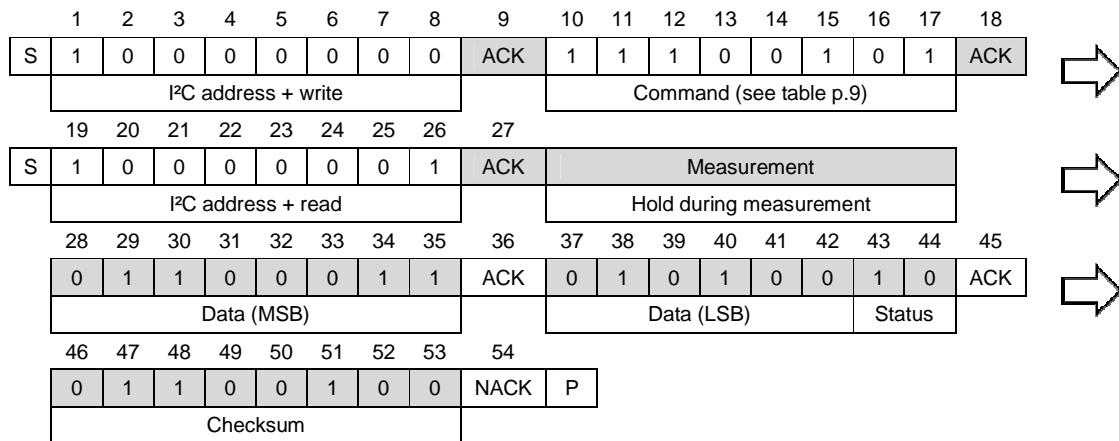 1 2 3 4 5 6 7 8 9 10 11 12 13 14 15 16 17 18
S 1 0 0 0 0 0 0 0 ACK 1 1 1 0 0 1 0 1 ACK
I²C address + write Command (see table p.9)
19 20 21 22 23 24 25 26 27
S 1 0 0 0 0 0 0 1 ACK Measurement
I²C address + read Hold during measurement
28 29 30 31 32 33 34 35 36 37 38 39 40 41 42 43 44 45
0 1 1 0 0 0 1 1 ACK 0 1 0 1 0 0 1 0 ACK
Data (MSB) Data (LSB) Status
46 47 48 49 50 51 52 53 54
0 1 1 0 0 1 0 0 NACK P
Checksum